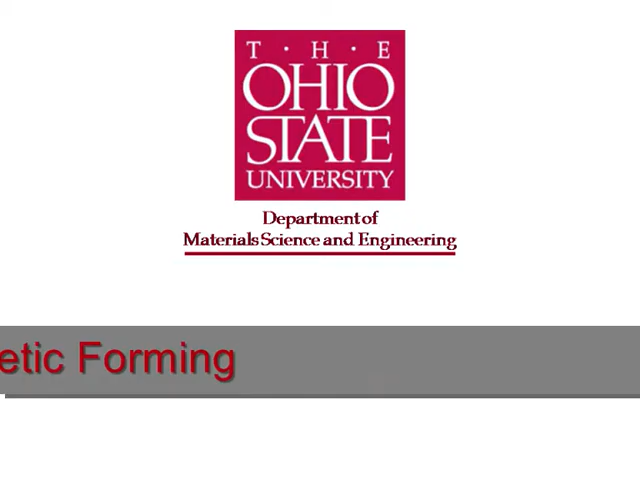 T · H · E
OHIO
STATE
UNIVERSITY
Department of
Materials Science and Engineering
etic Forming